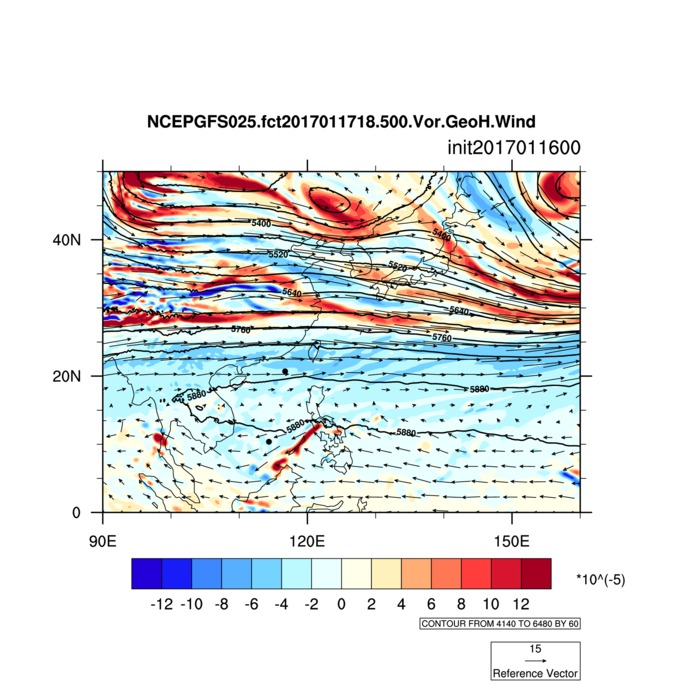 NCEPGFS025.fct2017011718.500.Vor.GeoH.Wind
init2017011600
5400
5460
40N
5520
5520
5640
5640
5760
5760
20N
5880
5880
5880
5880
0
90E 120E 150E
-12 -10 -8 -6 -4 -2 0 2 4 6 8 10 12
*10^(-5)
CONTOUR FROM 4140 TO 6480 BY 60
15
Reference Vector